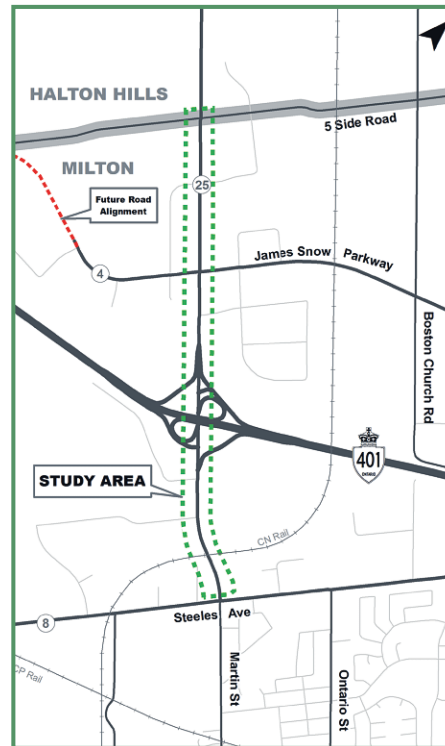 HALTON HILLS
5 Side Road
MILTON
Future Road
Alignment
25
James Snow Parkway
4
Boston Church Rd
401
STUDY AREA
CN Rail
8
Steeles Ave
CP Rail
Martin St
Ontario St